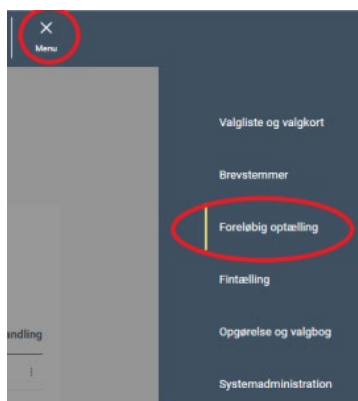 Menu
Valgliste og valgkort
Brevstemmer
Foreløbig optælling
Fintælling
Opgørelse og valgbog
Systemadministration
andling